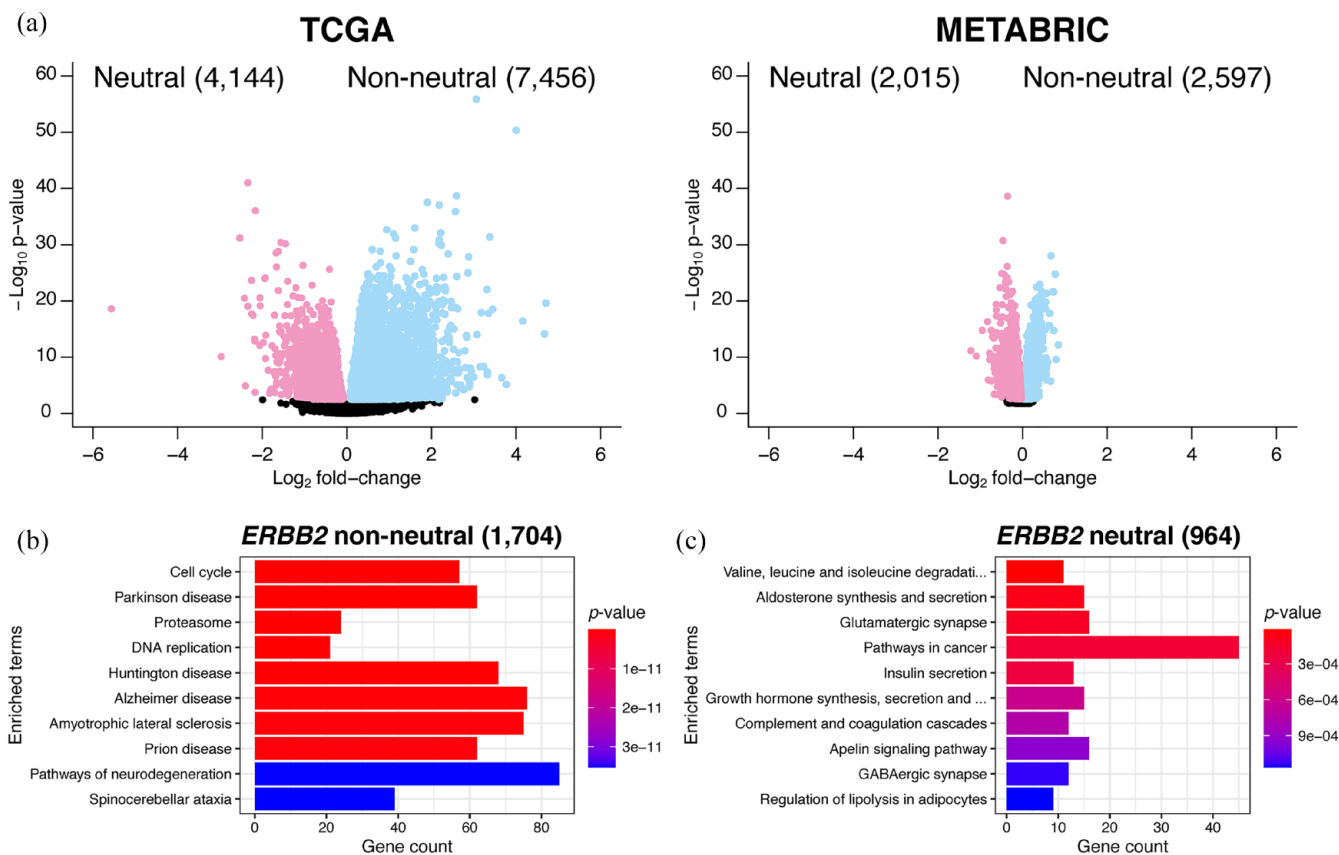 (a)
TCGA
METABRIC
Neutral (4,144)
Non-neutral (7,456)
60
50
40
30
20
10
0
−Log10 p-value
−6
−4
−2
0
2
4
6
Log2 fold-change
Neutral (2,015)
Non-neutral (2,597)
60
50
40
30
20
10
0
−Log10 p-value
−6
−4
−2
0
2
4
6
Log2 fold-change
(b)
ERBB2 non-neutral (1,704)
Enriched terms
Cell cycle
Parkinson disease
Proteasome
DNA replication
Huntington disease
Alzheimer disease
Amyotrophic lateral sclerosis
Prion disease
Pathways of neurodegeneration
Spinocerebellar ataxia
0
20
40
60
80
Gene count
p-value
1e−11
2e−11
3e−11
(c)
ERBB2 neutral (964)
Enriched terms
Valine, leucine and isoleucine degradati...
Aldosterone synthesis and secretion
Glutamatergic synapse
Pathways in cancer
Insulin secretion
Growth hormone synthesis, secretion and ...
Complement and coagulation cascades
Apelin signaling pathway
GABAergic synapse
Regulation of lipolysis in adipocytes
0
10
20
30
40
Gene count
p-value
3e−04
6e−04
9e−04